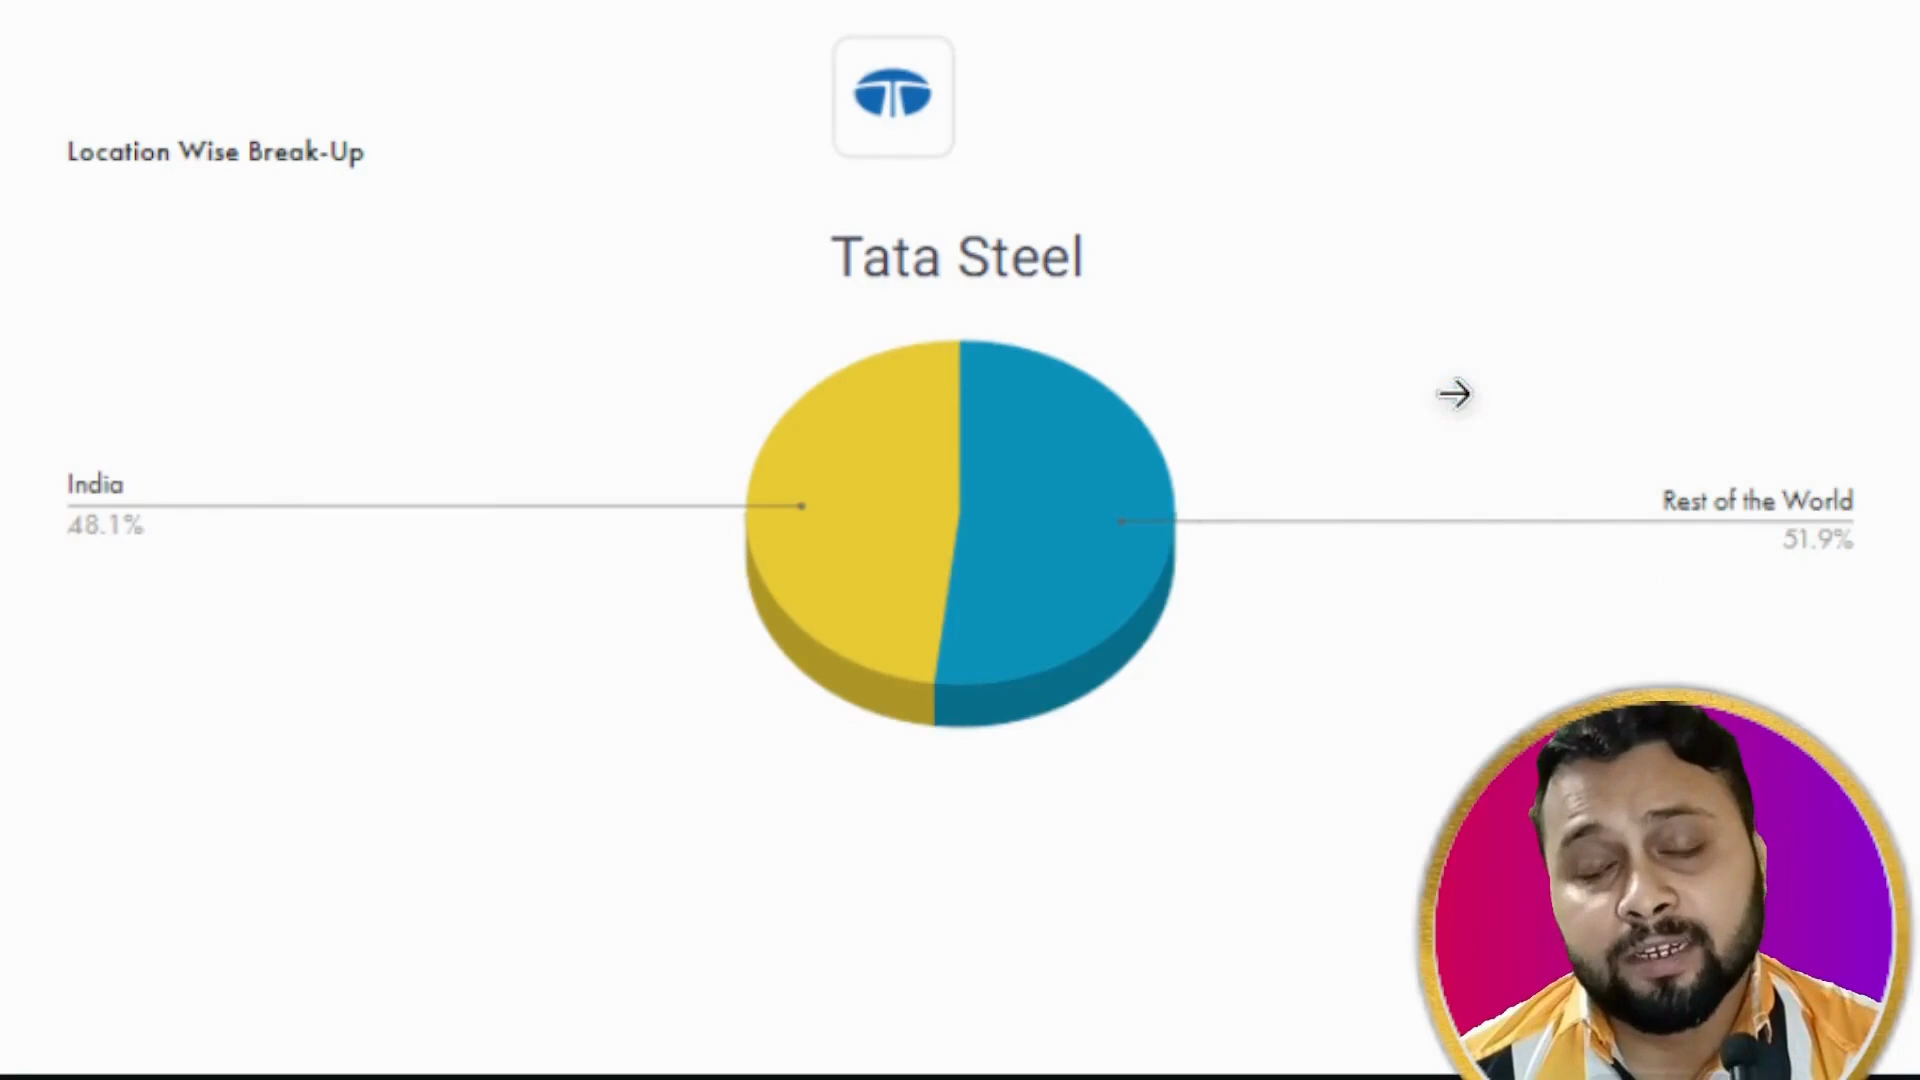 Location Wise Break-Up
Tata Steel
India
48.1%
Rest of the World
51.9%